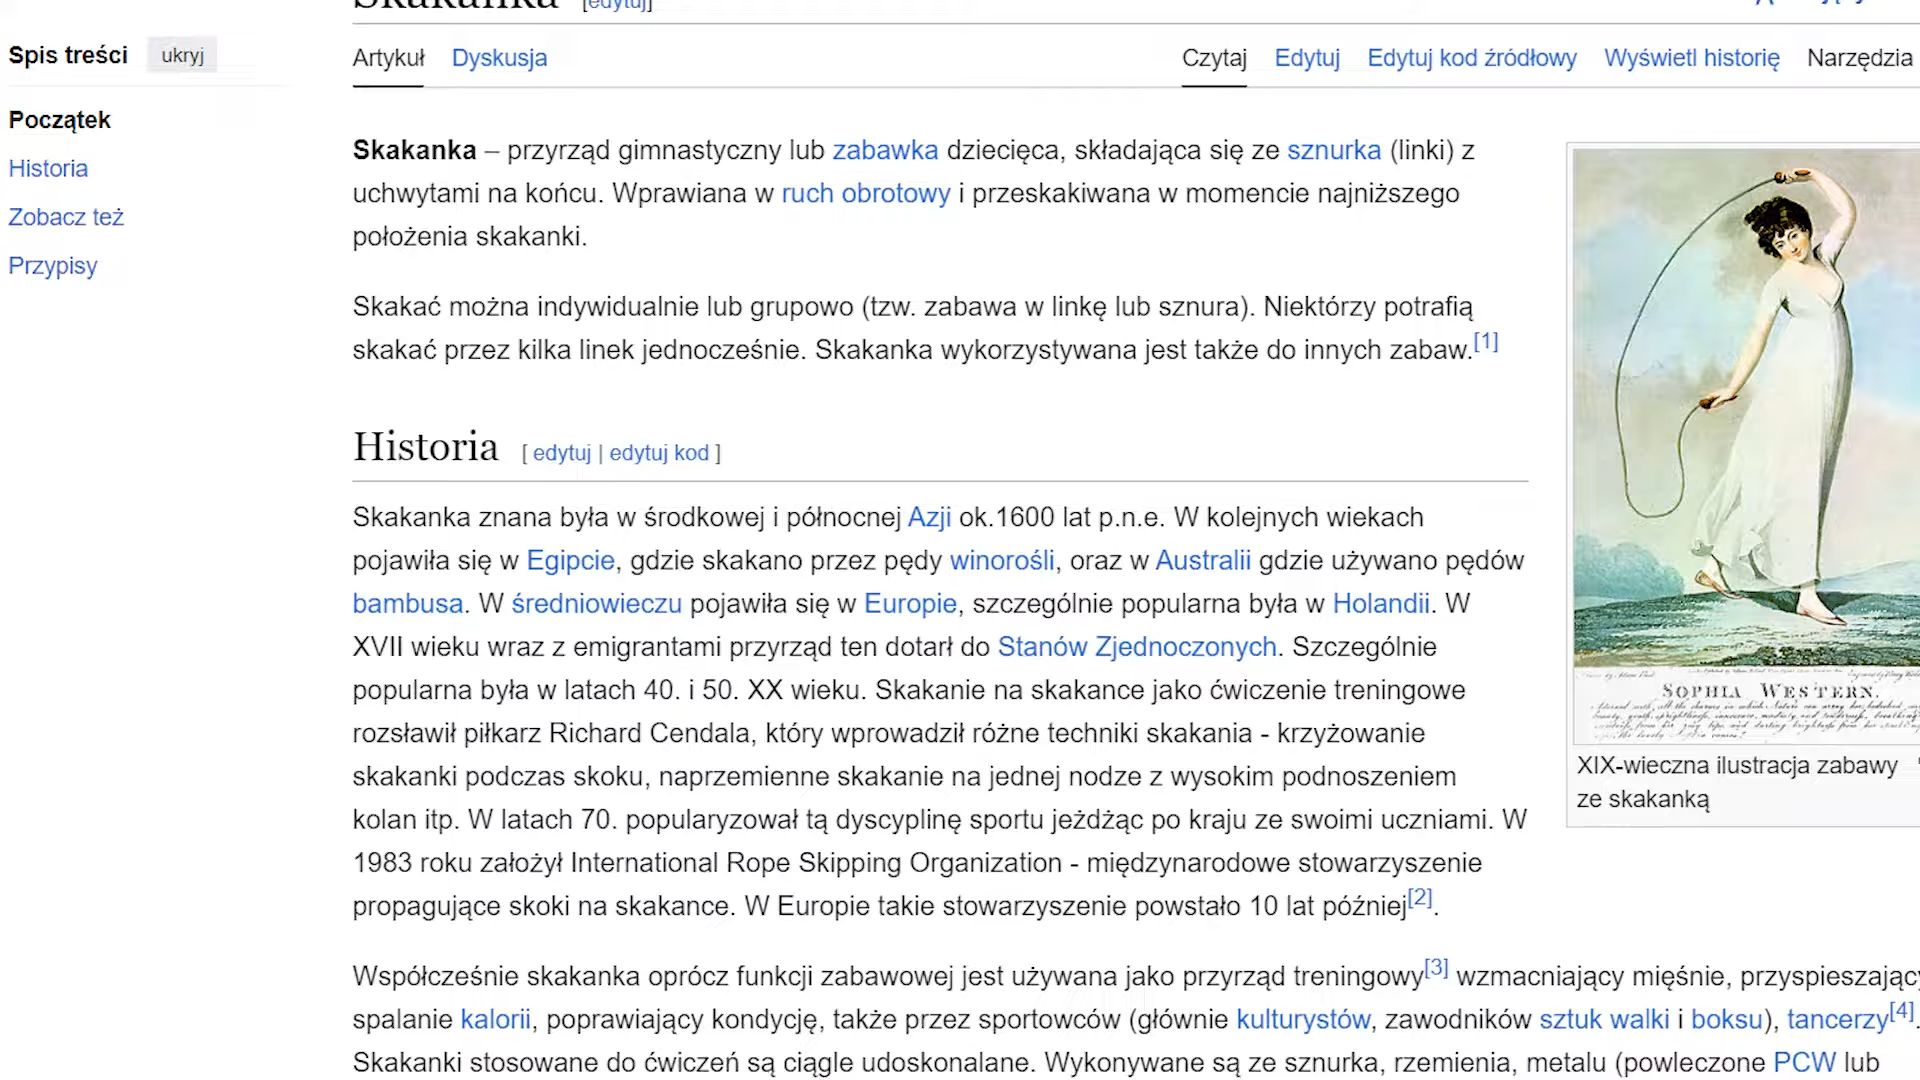 Skakanka [edytuj]
Spis treści ukryj
Początek
Historia
Zobacz też
Przypisy
Artykuł Dyskusja Czytaj Edytuj Edytuj kod źródłowy Wyświetl historię Narzędzia
Skakanka – przyrząd gimnastyczny lub zabawka dziecięca, składająca się ze sznurka (linki) z
uchwytami na końcu. Wprawiana w ruch obrotowy i przeskakiwana w momencie najniższego
położenia skakanki.
Skakać można indywidualnie lub grupowo (tzw. zabawa w linkę lub sznura). Niektórzy potrafią
skakać przez kilka linek jednocześnie. Skakanka wykorzystywana jest także do innych zabaw.[1]
Historia [ edytuj | edytuj kod ]
Skakanka znana była w środkowej i północnej Azji ok.1600 lat p.n.e. W kolejnych wiekach
pojawiła się w Egipcie, gdzie skakano przez pędy winorośli, oraz w Australii gdzie używano pędów
bambusa. W średniowieczu pojawiła się w Europie, szczególnie popularna była w Holandii. W
XVII wieku wraz z emigrantami przyrząd ten dotarł do Stanów Zjednoczonych. Szczególnie
popularna była w latach 40. i 50. XX wieku. Skakanie na skakance jako ćwiczenie treningowe
rozsławił piłkarz Richard Cendala, który wprowadził różne techniki skakania - krzyżowanie
skakanki podczas skoku, naprzemienne skakanie na jednej nodze z wysokim podnoszeniem
kolan itp. W latach 70. popularyzował tą dyscyplinę sportu jeżdżąc po kraju ze swoimi uczniami. W
1983 roku założył International Rope Skipping Organization - międzynarodowe stowarzyszenie
propagujące skoki na skakance. W Europie takie stowarzyszenie powstało 10 lat później[2].
Współcześnie skakanka oprócz funkcji zabawowej jest używana jako przyrząd treningowy[3] wzmacniający mięśnie, przyspieszający
spalanie kalorii, poprawiający kondycję, także przez sportowców (głównie kulturystów, zawodników sztuk walki i boksu), tancerzy[4].
Skakanki stosowane do ćwiczeń są ciągle udoskonalane. Wykonywane są ze sznurka, rzemienia, metalu (powleczone PCW lub
SOPHIA WESTERN.
XIX-wieczna ilustracja zabawy
ze skakanką